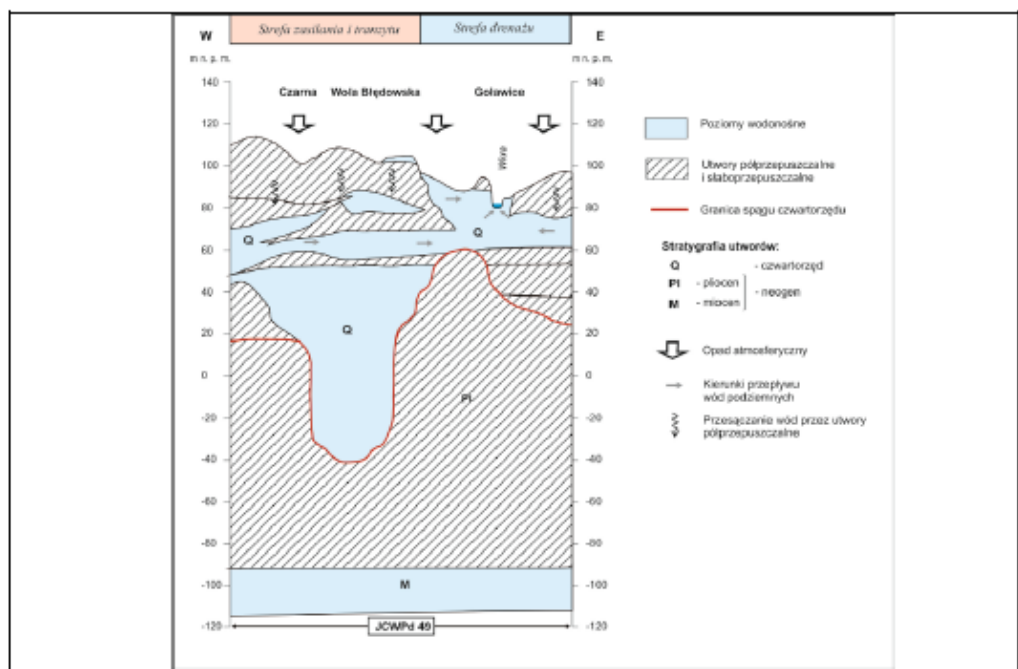 Strefa zasilania i tranzytu
Strefa drenażu
W
E
m n. p. m.
m n. p. m.
Czarna
Wola Błędowska
Goławice
140
120
100
80
60
40
20
0
-20
-40
-60
-80
-100
-120
140
120
100
80
60
40
20
0
-20
-40
-60
-80
-100
-120
Wkra
Q
Q
Q
Pl
M
JCWPd 49
Poziomy wodonośne
Utwory półprzepuszczalne
i słaboprzepuszczalne
Granica spągu czwartorzędu
Stratygrafia utworów:
Q - czwartorzęd
Pl - pliocen
- neogen
M - miocen
Opad atmosferyczny
Kierunki przepływu
wód podziemnych
Przesączanie wód przez utwory
półprzepuszczalne